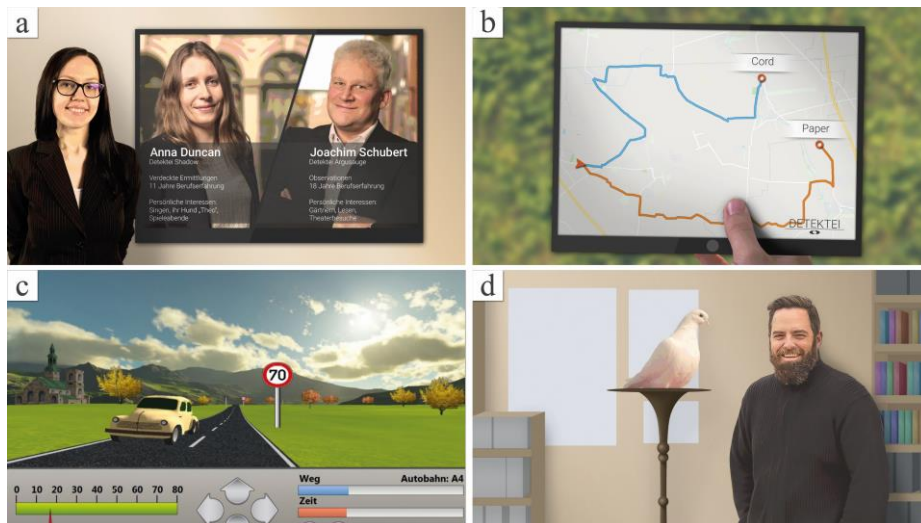 a
Anna Duncan
Detektei Shadow
Verdeckte Ermittlungen
11 Jahre Berufserfahrung
Persönliche Interessen
Singen, ihr Hund „Theo“,
Spieleabende
Joachim Schubert
Detektei Argusauge
Observationen
18 Jahre Berufserfahrung
Persönliche Interessen
Gärtnern, Lesen,
Theaterbesuche
b
Cord
Paper
DETEKTEI
c
70
0 10 20 30 40 50 60 70 80
Weg Autobahn: A4
Zeit
d